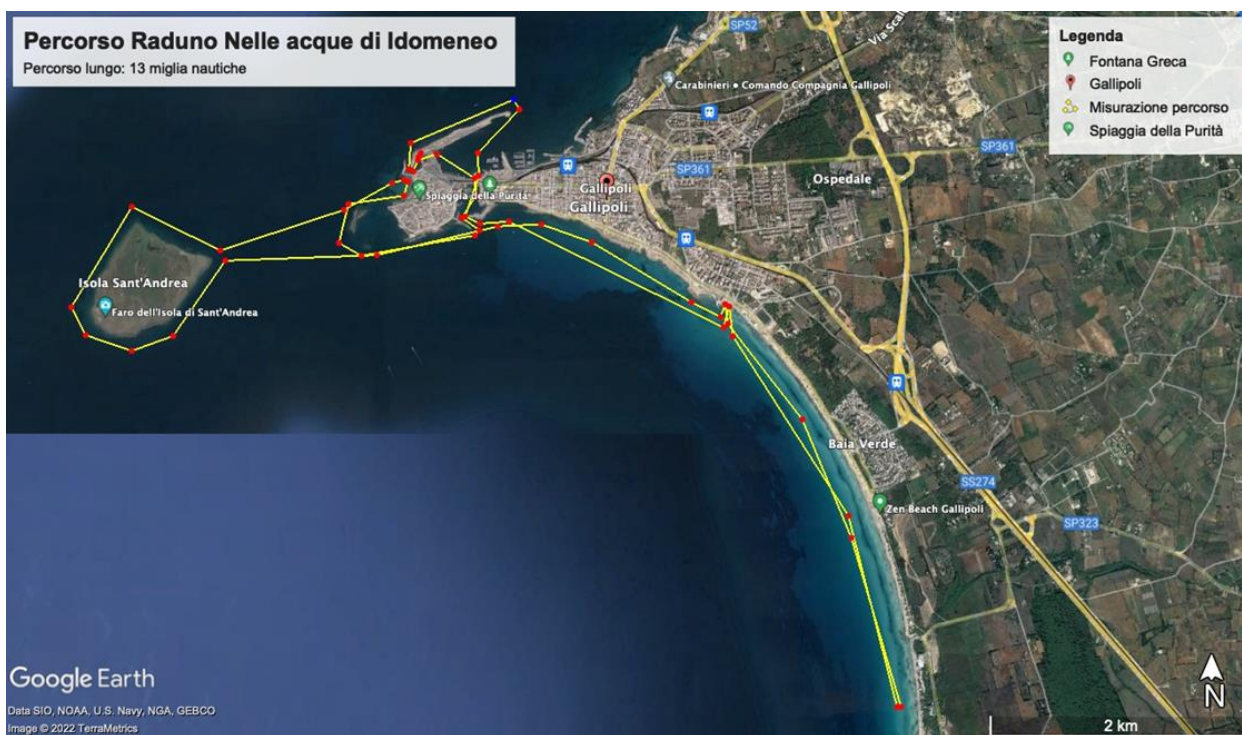 Percorso Raduno Nelle acque di Idomeneo
Percorso lungo: 13 miglia nautiche
Legenda
Fontana Greca
Gallipoli
Misurazione percorso
Spiaggia della Purità
SP52
Via Scal
Carabinieri • Comando Compagnia Gallipoli
SP361
SP361
Ospedale
Gallipoli
Gallipoli
Spiaggia della Purità
Isola Sant'Andrea
Faro dell'Isola di Sant'Andrea
Baia Verde
SS274
Zen Beach Gallipoli
SP323
Google Earth
Data SIO, NOAA, U.S. Navy, NGA, GEBCO
Image © 2022 TerraMetrics
N
2 km